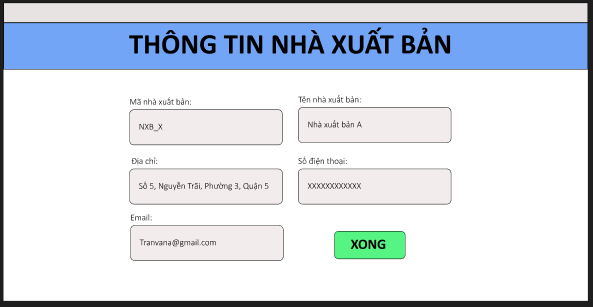 THÔNG TIN NHÀ XUẤT BẢN
Mã nhà xuất bản:
NXB_X
Tên nhà xuất bản:
Nhà xuất bản A
Địa chỉ:
Số 5, Nguyễn Trãi, Phường 3, Quận 5
Số điện thoại:
XXXXXXXXXXXX
Email:
Tranvana@gmail.com
XONG